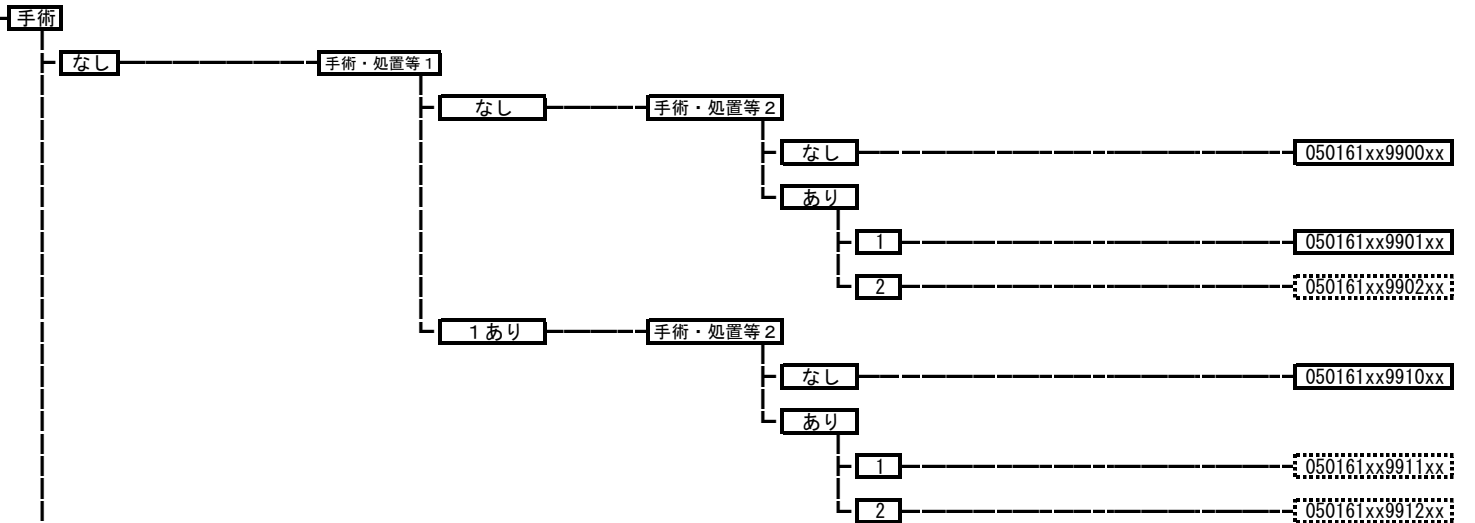 手術
なし
手術・処置等1
なし
手術・処置等2
なし
050161xx9900xx
あり
1
050161xx9901xx
2
050161xx9902xx
1あり
手術・処置等2
なし
050161xx9910xx
あり
1
050161xx9911xx
2
050161xx9912xx